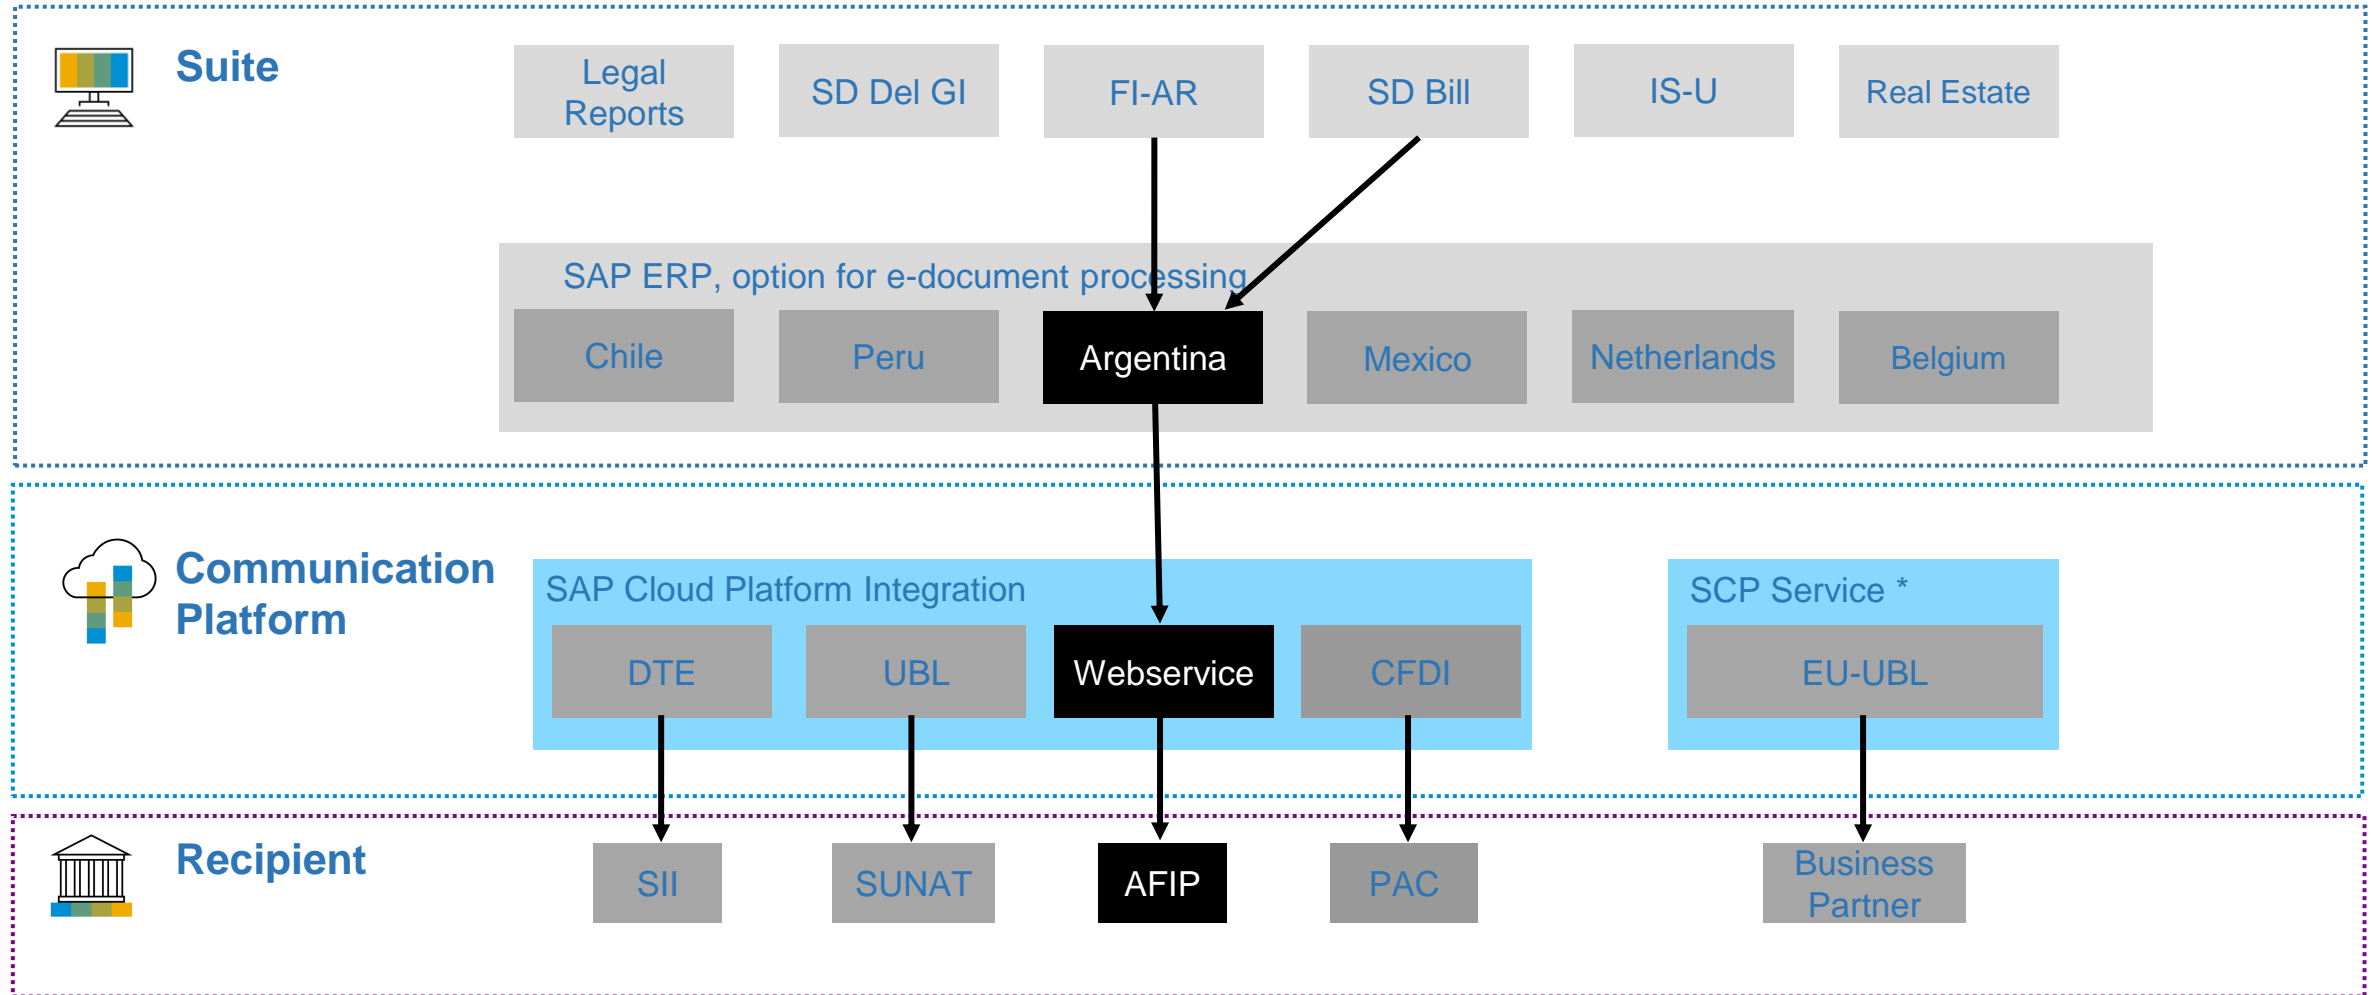 Suite
Legal
Reports
SD Del GI
FI-AR
SD Bill
IS-U
Real Estate
SAP ERP, option for e-document processing
Chile
Peru
Argentina
Mexico
Netherlands
Belgium
Communication
Platform
SAP Cloud Platform Integration
SCP Service *
DTE
UBL
Webservice
CFDI
EU-UBL
Recipient
SII
SUNAT
AFIP
PAC
Business
Partner